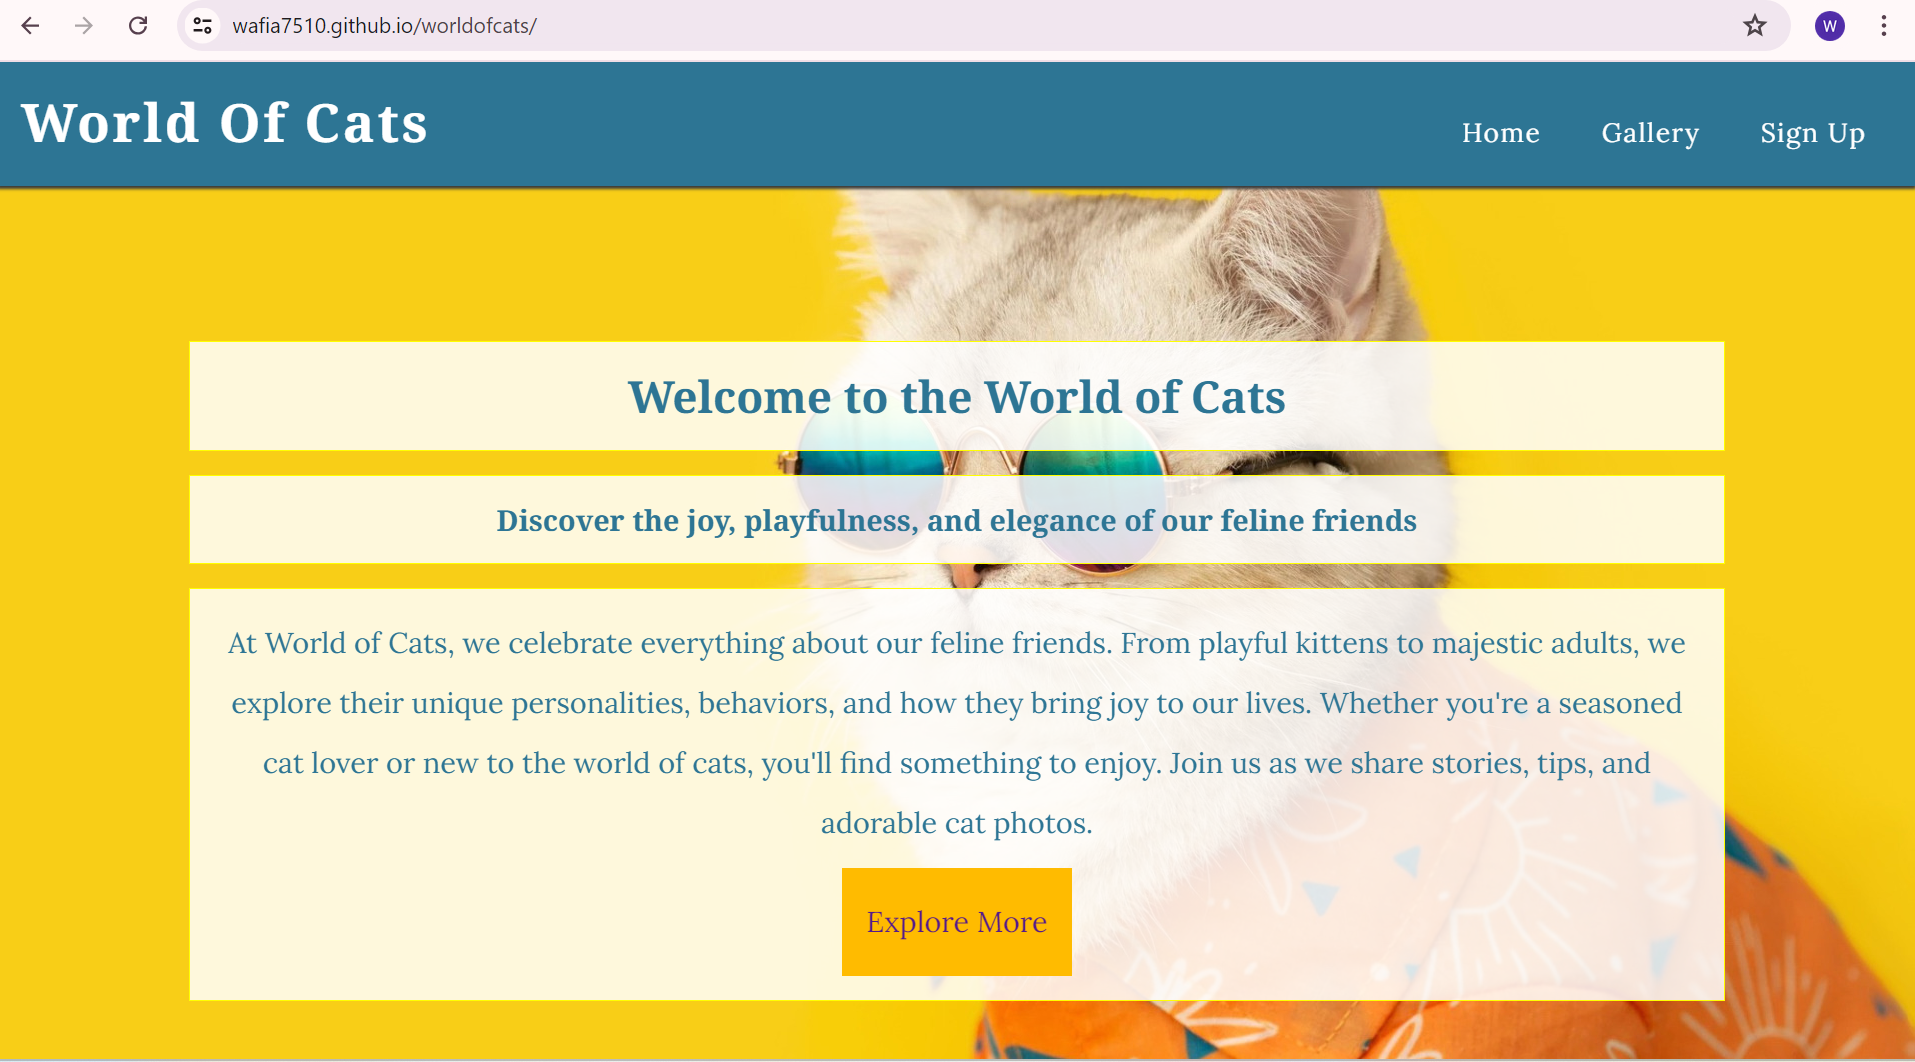 wafia7510.github.io/worldofcats/
W
World Of Cats
Home Gallery Sign Up
Welcome to the World of Cats
Discover the joy, playfulness, and elegance of our feline friends
At World of Cats, we celebrate everything about our feline friends. From playful kittens to majestic adults, we
explore their unique personalities, behaviors, and how they bring joy to our lives. Whether you're a seasoned
cat lover or new to the world of cats, you'll find something to enjoy. Join us as we share stories, tips, and
adorable cat photos.
Explore More